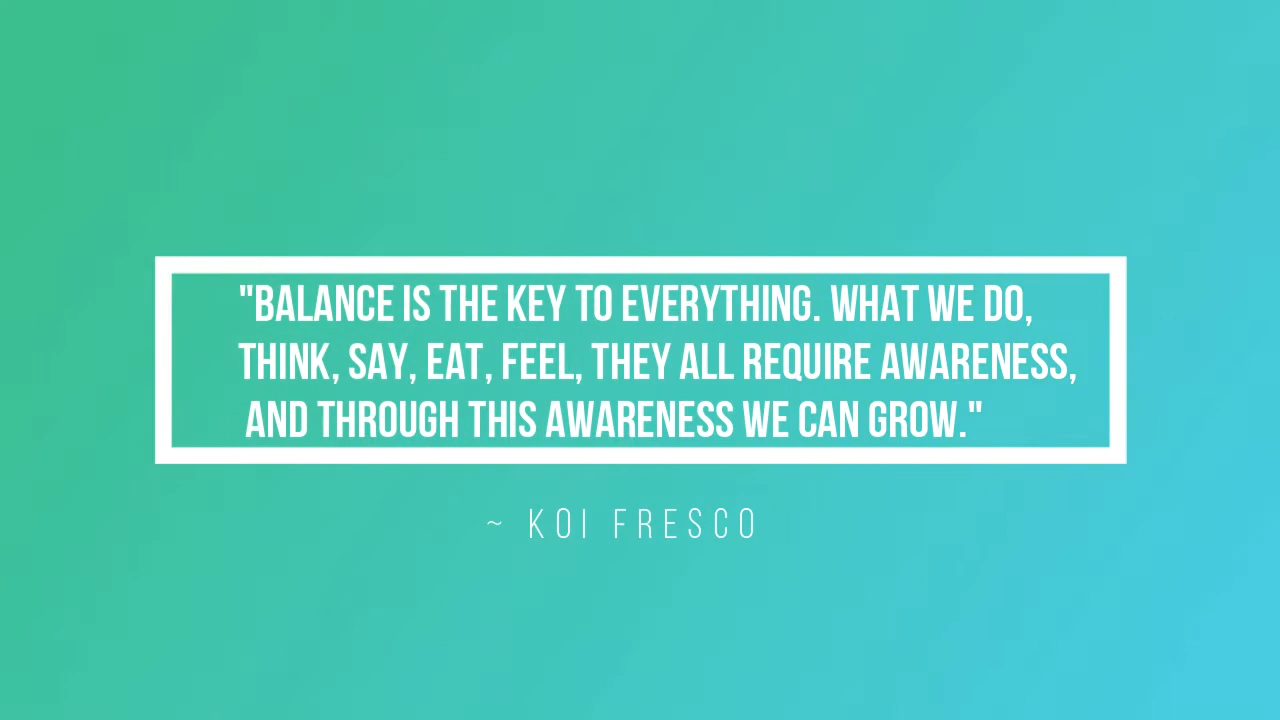 "BALANCE IS THE KEY TO EVERYTHING. WHAT WE DO,
THINK, SAY, EAT, FEEL, THEY ALL REQUIRE AWARENESS,
AND THROUGH THIS AWARENESS WE CAN GROW."
~ KOI FRESCO